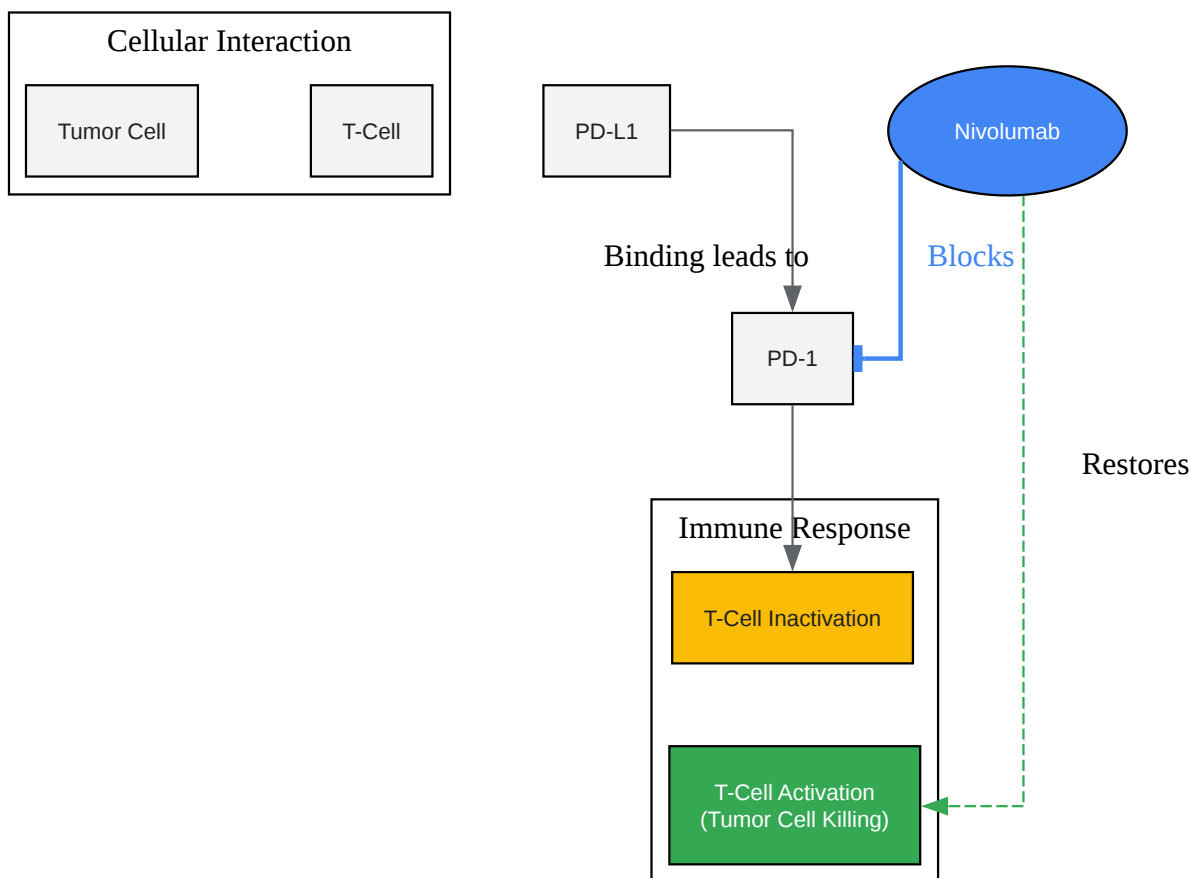 Cellular Interaction
Tumor Cell
T-Cell
PD-L1
Nivolumab
Binding leads to
Blocks
PD-1
Restores
Immune Response
T-Cell Inactivation
T-Cell Activation
(Tumor Cell Killing)